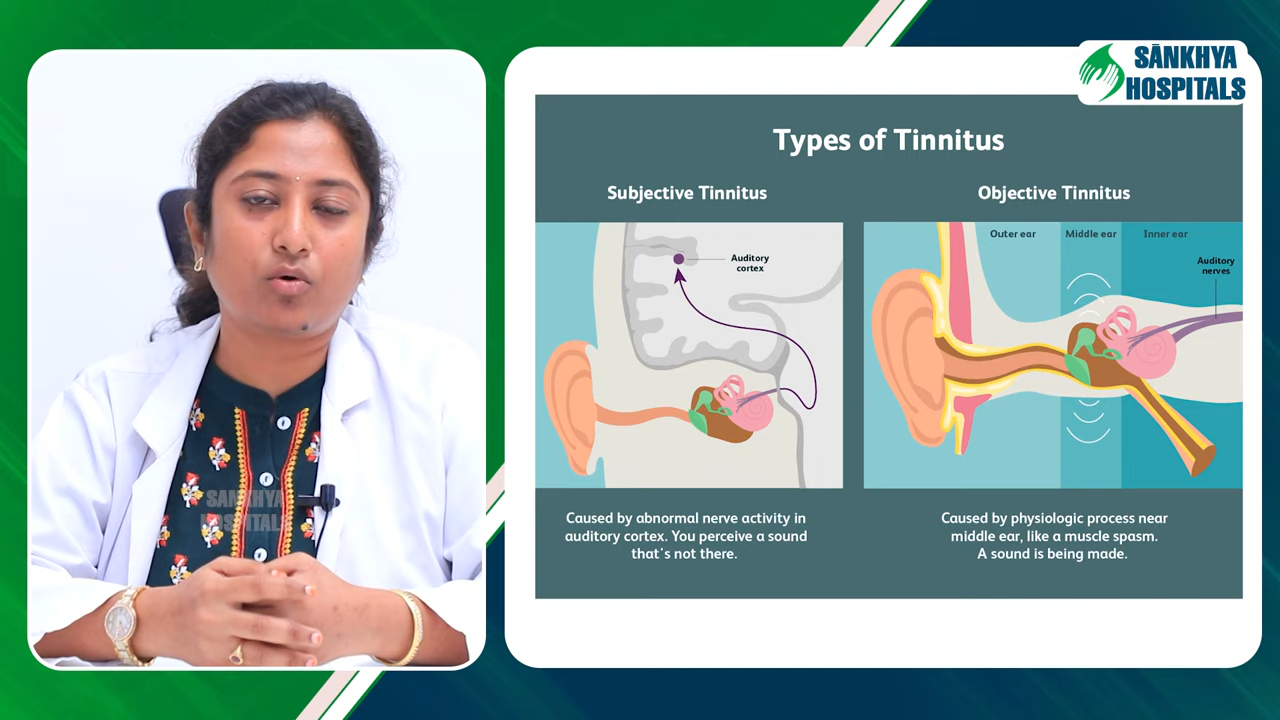 SĀNKHYA
HOSPITALS
Types of Tinnitus
Subjective Tinnitus
Objective Tinnitus
Auditory
cortex
Outer ear
Middle ear
Inner ear
Auditory
nerves
Caused by abnormal nerve activity in
auditory cortex. You perceive a sound
that's not there.
Caused by physiologic process near
middle ear, like a muscle spasm.
A sound is being made.
SANKHYA
HOSPITALS